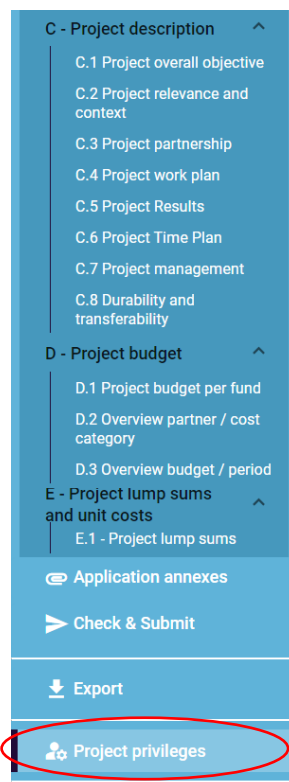 C - Project description
C.1 Project overall objective
C.2 Project relevance and
context
C.3 Project partnership
C.4 Project work plan
C.5 Project Results
C.6 Project Time Plan
C.7 Project management
C.8 Durability and
transferability
D - Project budget
D.1 Project budget per fund
D.2 Overview partner / cost
category
D.3 Overview budget / period
E - Project lump sums
and unit costs
E.1 - Project lump sums
Application annexes
Check & Submit
Export
Project privileges